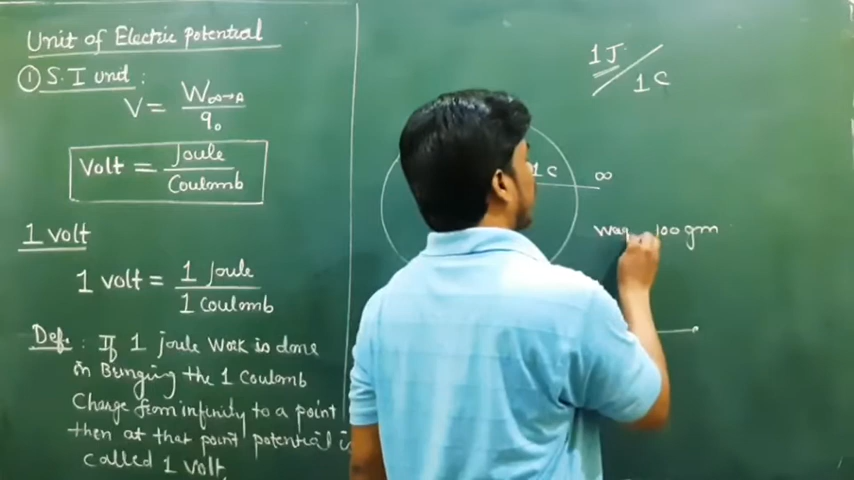 Unit of Electric potential
① S.I unit :
V = W∞→A / q₀
Volt = Joule / Coulomb
1 volt
1 volt = 1 Joule / 1 Coulomb
Def : If 1 joule work is done
in Bringing the 1 Coulomb
Charge from infinity to a point
then at that point potential is
called 1 volt,
1J / 1C
1C ∞
100 gm